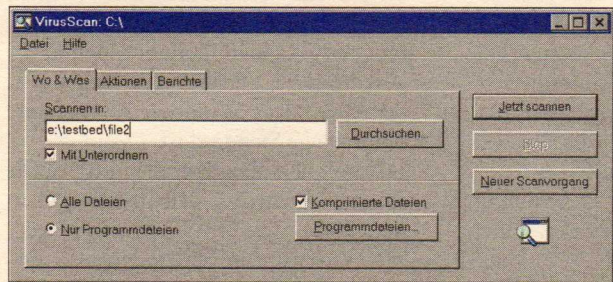 VirusScan: C:\
Datei Hilfe
Wo & Was Aktionen Berichte
Scannen in:
e:\testbed\file2
Durchsuchen...
Mit Unterordnern
Alle Dateien
Nur Programmdateien
Komprimierte Dateien
Programmdateien...
Jetzt scannen
Stop
Neuer Scanvorgang